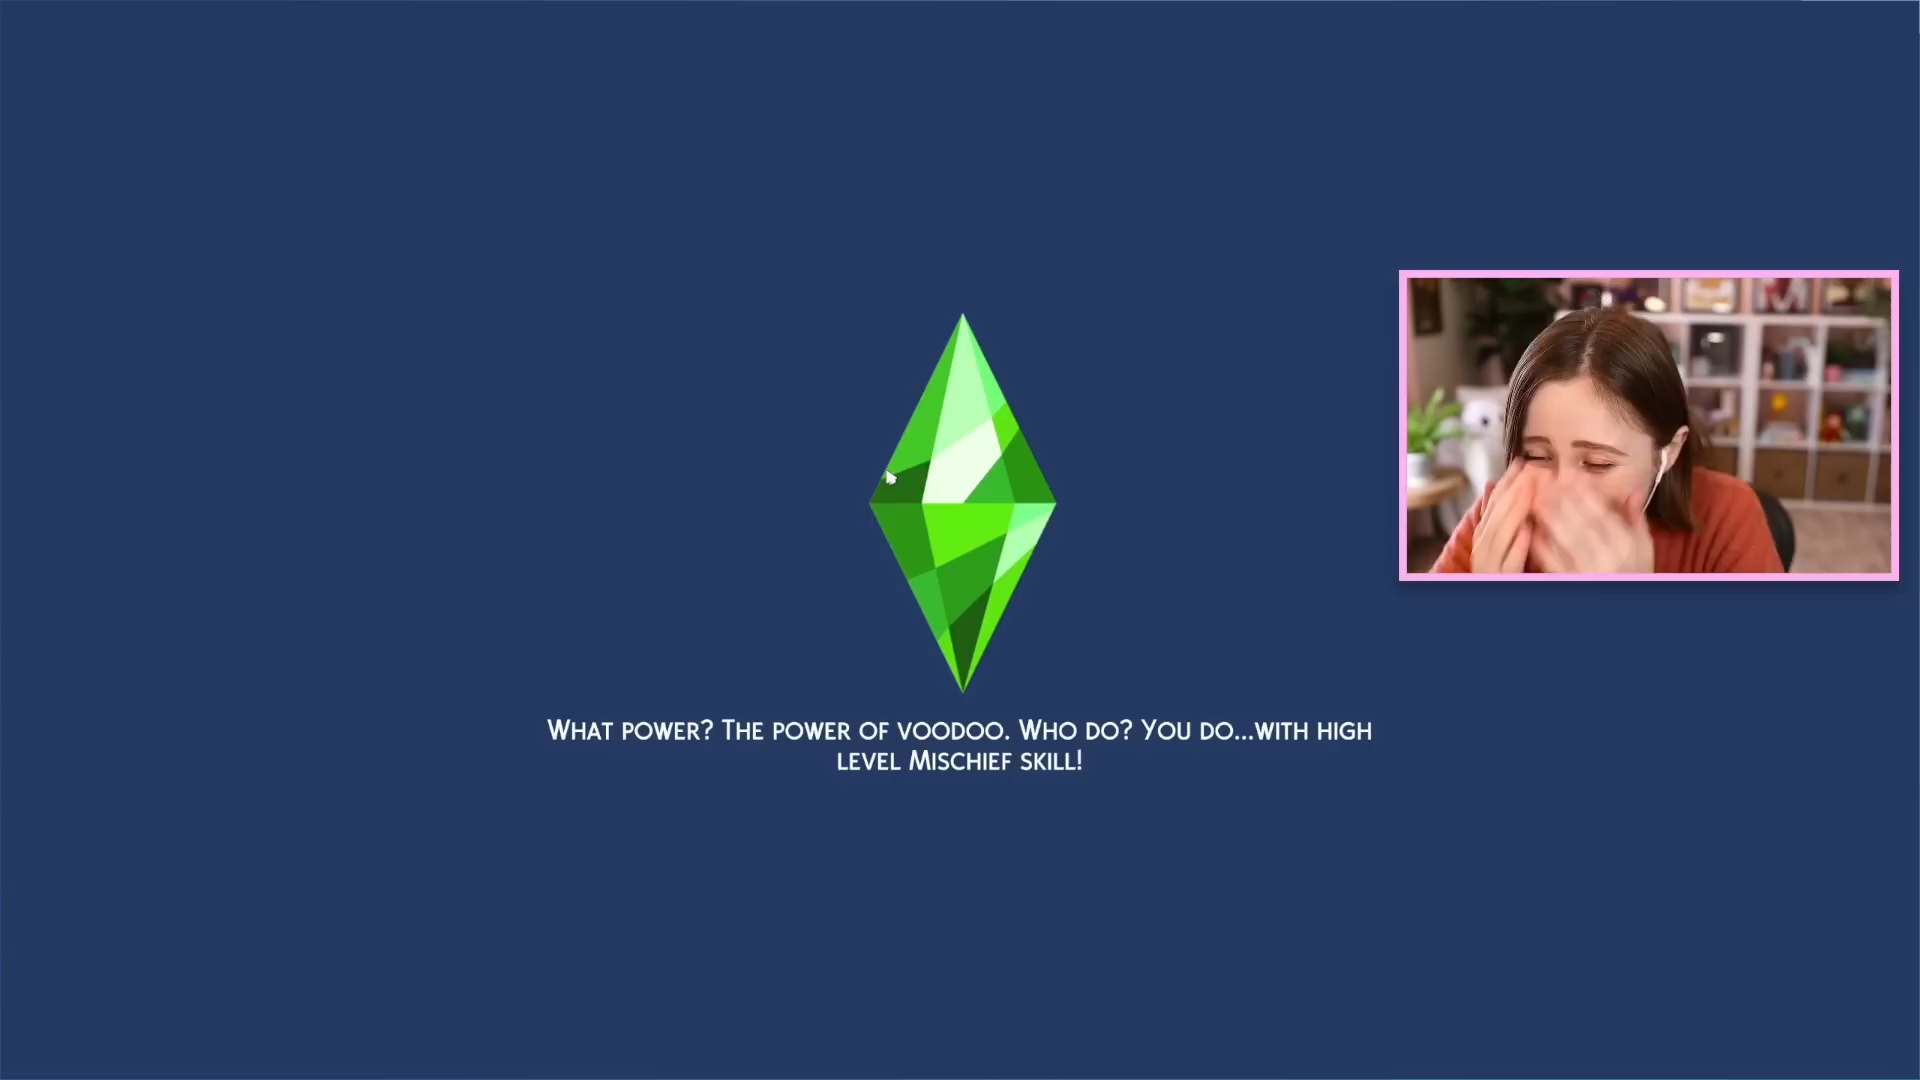 What power? The power of voodoo. Who do? You do...with high
level Mischief skill!